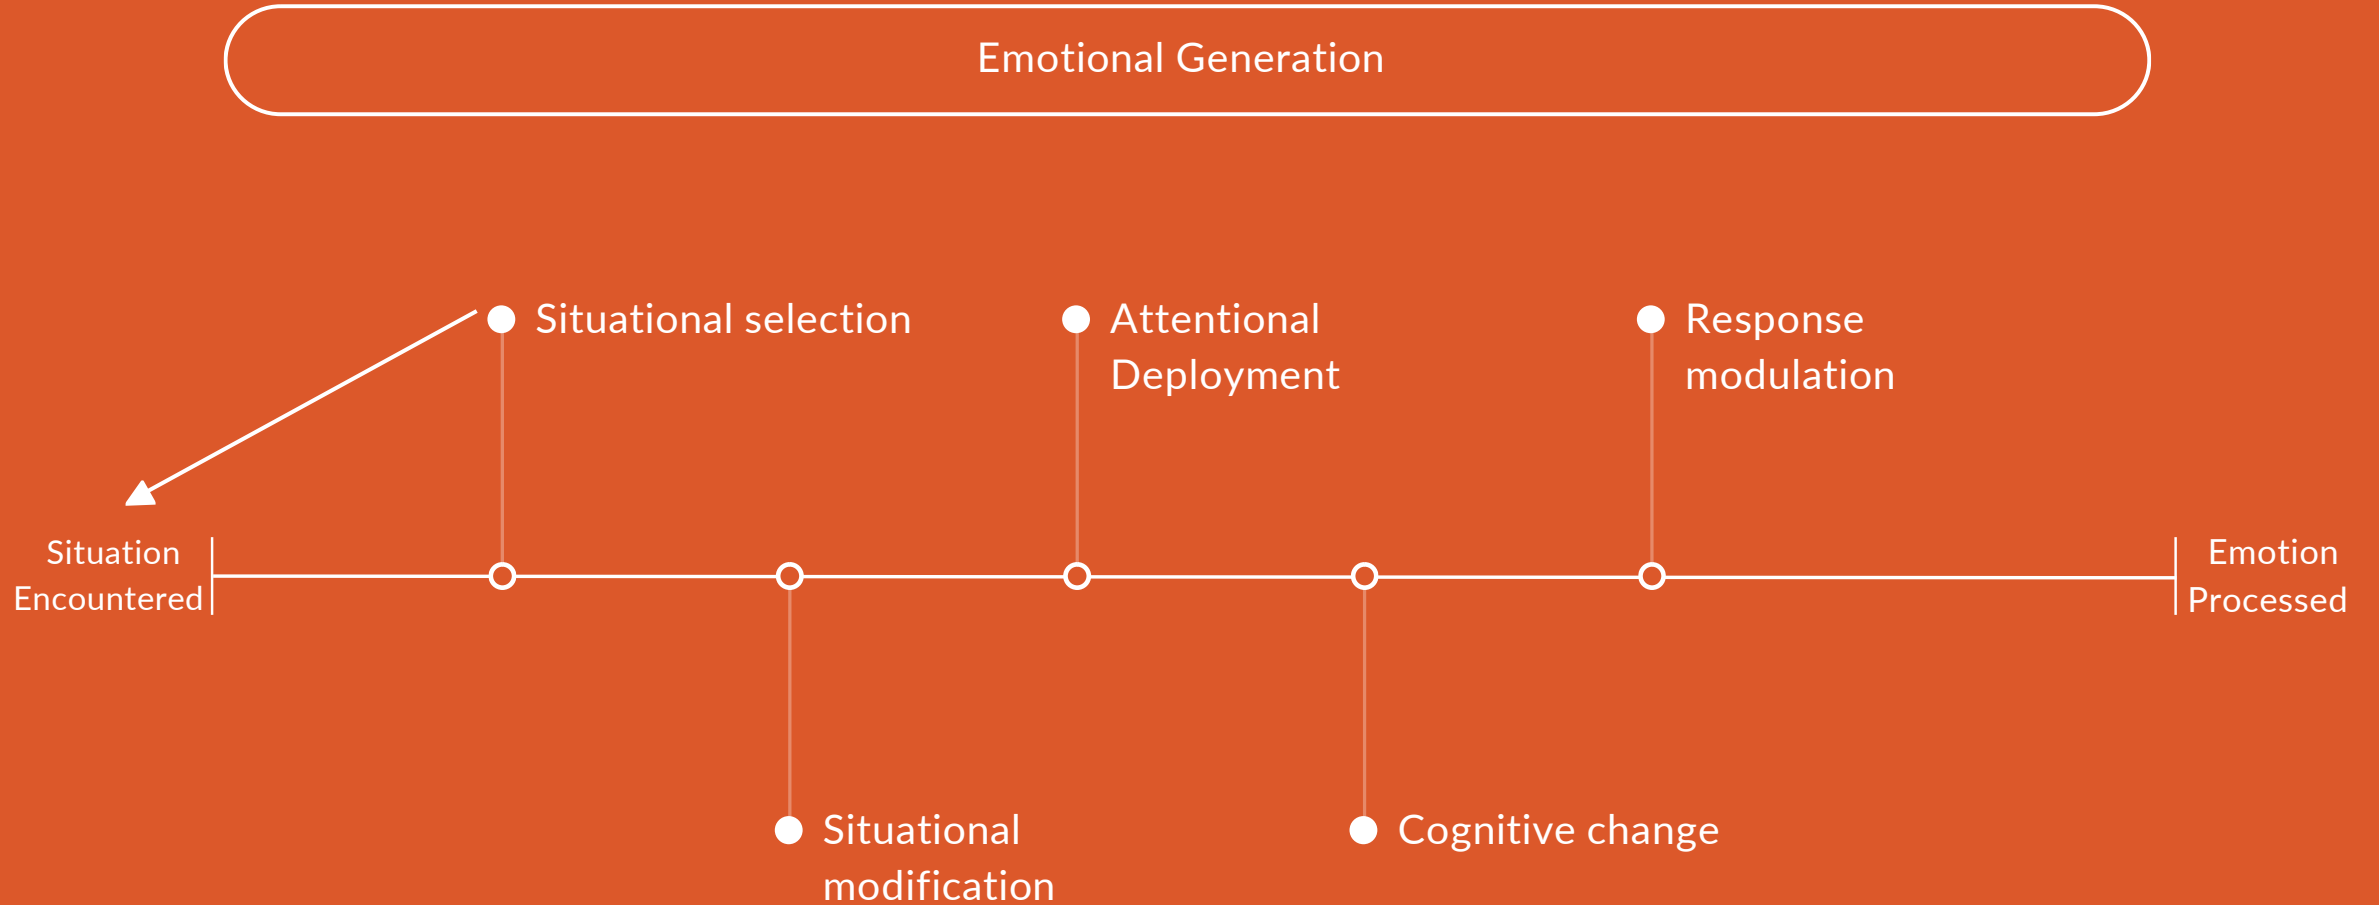 Emotional Generation
Situational selection
Attentional
Deployment
Response
modulation
Situation
Encountered
Emotion
Processed
Situational
modification
Cognitive change